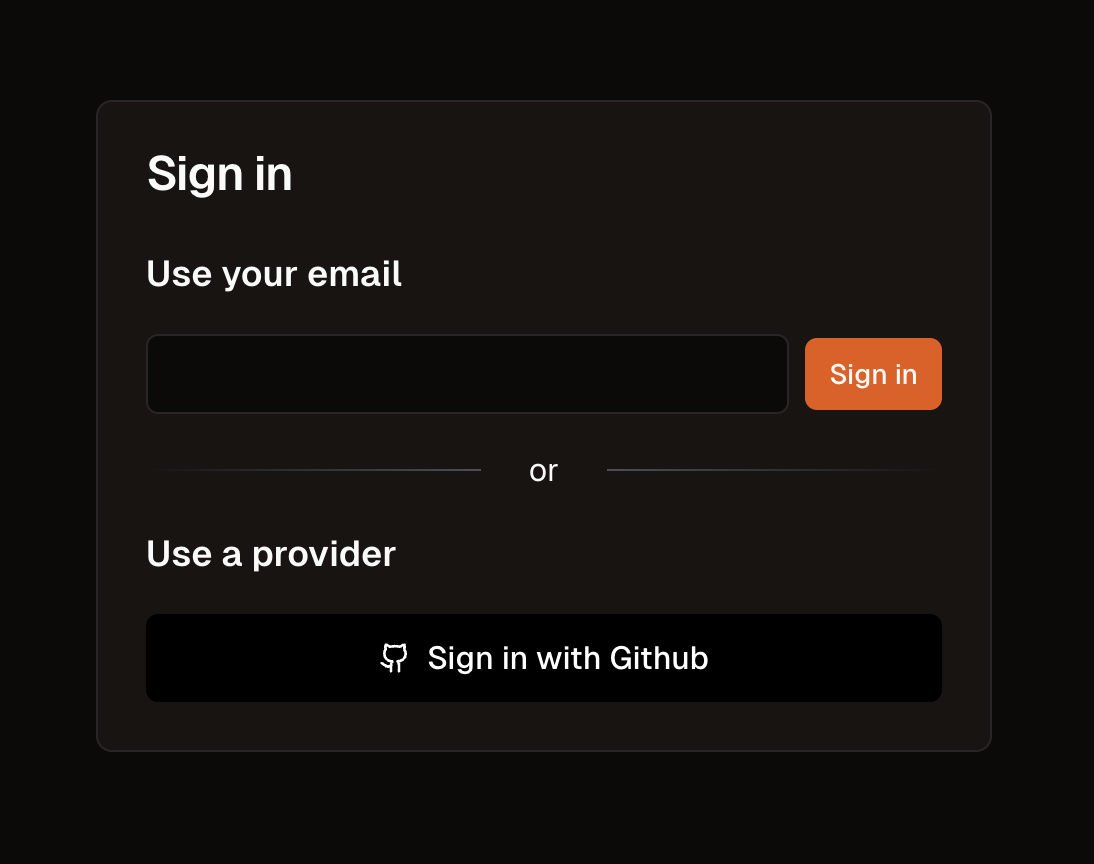 Sign in
Use your email
Sign in
or
Use a provider
Sign in with Github